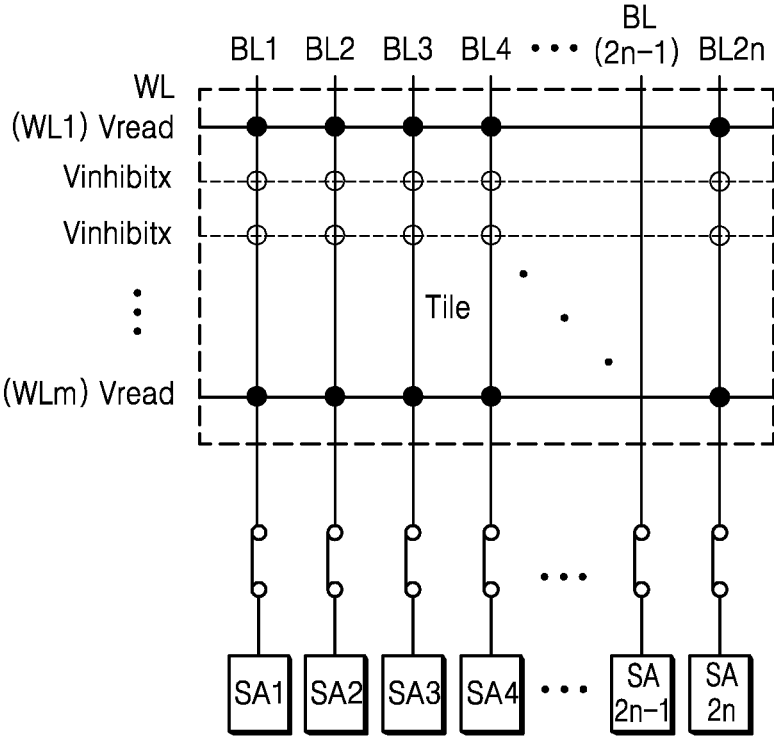 BL
BL1 BL2 BL3 BL4 ••• (2n-1) BL2n
WL
(WL1) Vread
Vinhibitx
Vinhibitx
Tile
(WLm) Vread
SA1 SA2 SA3 SA4 ••• SA SA
2n-1 2n